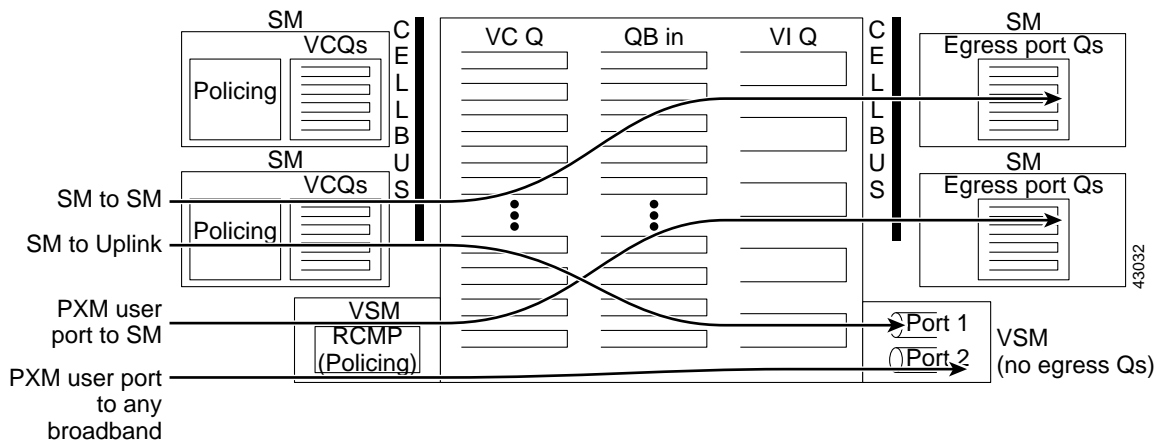 SM
VCQs
Policing
CELLBUS
VC Q
QB in
VI Q
CELLBUS
SM
Egress port Qs
SM
VCQs
Policing
SM
Egress port Qs
SM to SM
SM to Uplink
43032
PXM user
port to SM
VSM
RCMP
(Policing)
Port 1
Port 2
VSM
(no egress Qs)
PXM user port
to any
broadband